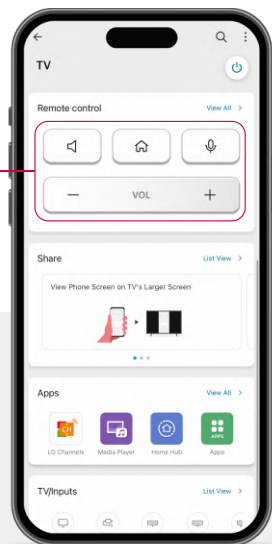 TV
Remote control View All >
VOL
Share List View >
View Phone Screen on TV's Larger Screen
Apps View All >
CH
APPS
LG Channels Media Player Home Hub Apps
TV/Inputs List View >